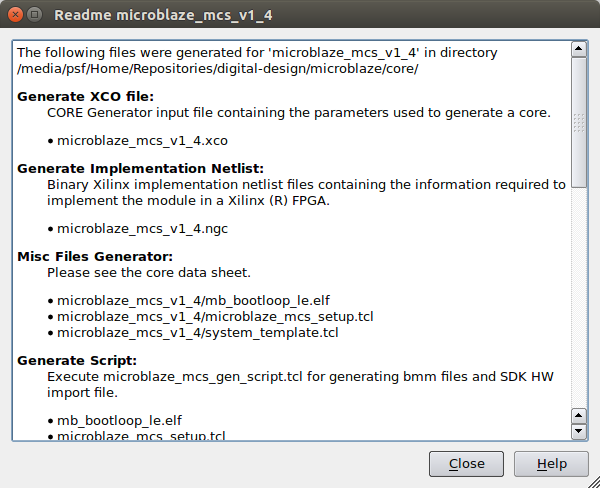 Readme microblaze_mcs_v1_4
The following files were generated for 'microblaze_mcs_v1_4' in directory
/media/psf/Home/Repositories/digital-design/microblaze/core/
Generate XCO file:
CORE Generator input file containing the parameters used to generate a core.
• microblaze_mcs_v1_4.xco
Generate Implementation Netlist:
Binary Xilinx implementation netlist files containing the information required to
implement the module in a Xilinx (R) FPGA.
• microblaze_mcs_v1_4.ngc
Misc Files Generator:
Please see the core data sheet.
• microblaze_mcs_v1_4/mb_bootloop_le.elf
• microblaze_mcs_v1_4/microblaze_mcs_setup.tcl
• microblaze_mcs_v1_4/system_template.tcl
Generate Script:
Execute microblaze_mcs_gen_script.tcl for generating bmm files and SDK HW
import file.
• mb_bootloop_le.elf
• microblaze_mcs_setup.tcl
Close Help